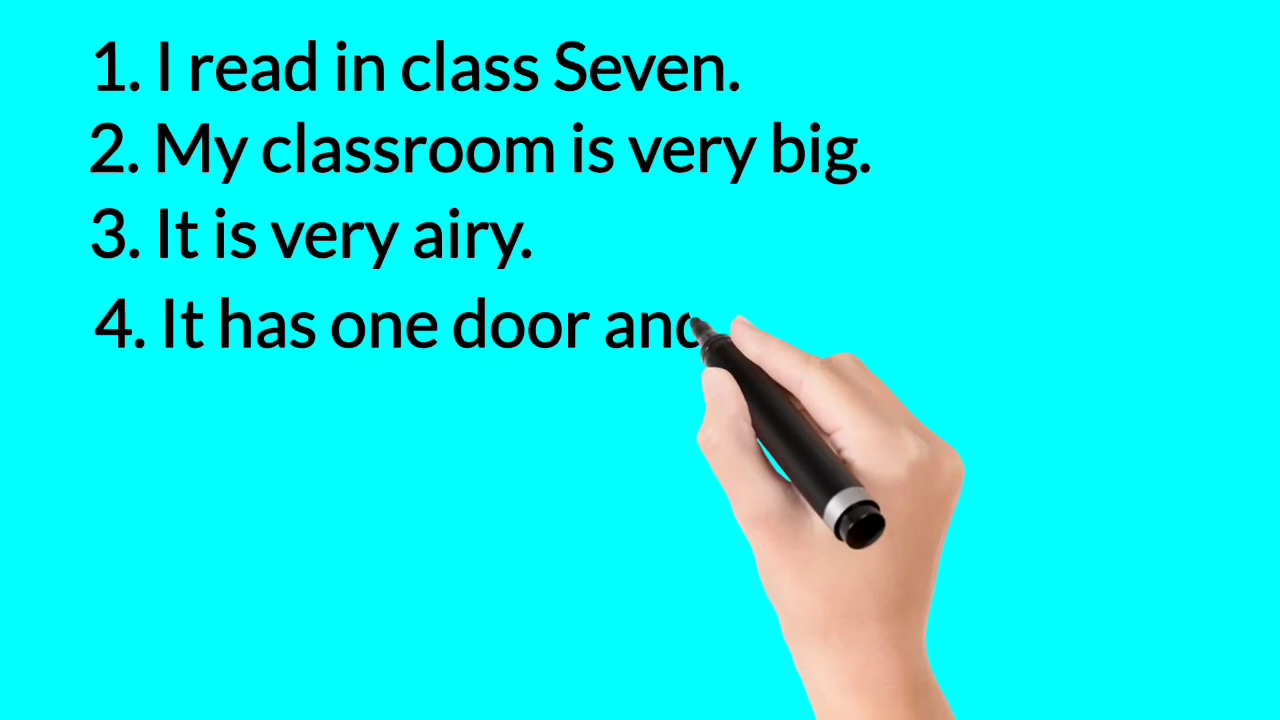 1. I read in class Seven.
2. My classroom is very big.
3. It is very airy.
4. It has one door and